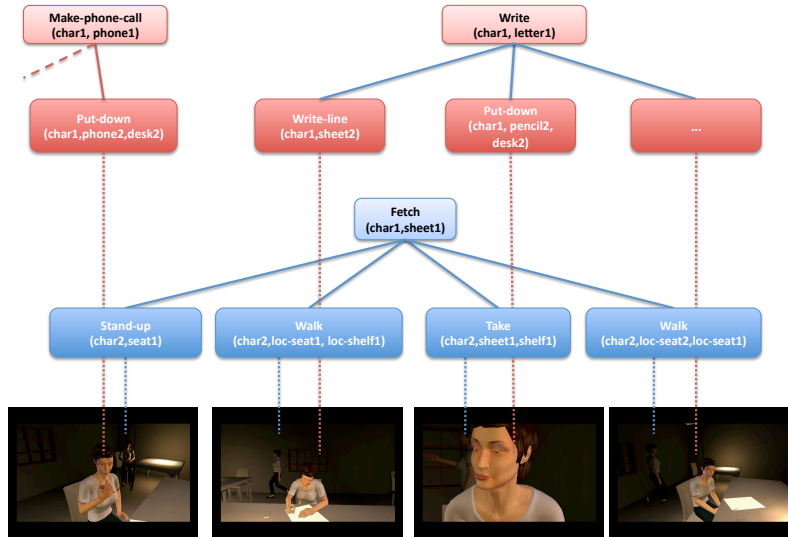 Make-phone-call
(char1, phone1)
Write
(char1, letter1)
Put-down
(char1,phone2,desk2)
Write-line
(char1,sheet2)
Put-down
(char1, pencil2,
desk2)
...
Fetch
(char1,sheet1)
Stand-up
(char2,seat1)
Walk
(char2,loc-seat1, loc-shelf1)
Take
(char2,sheet1,shelf1)
Walk
(char2,loc-seat2,loc-seat1)